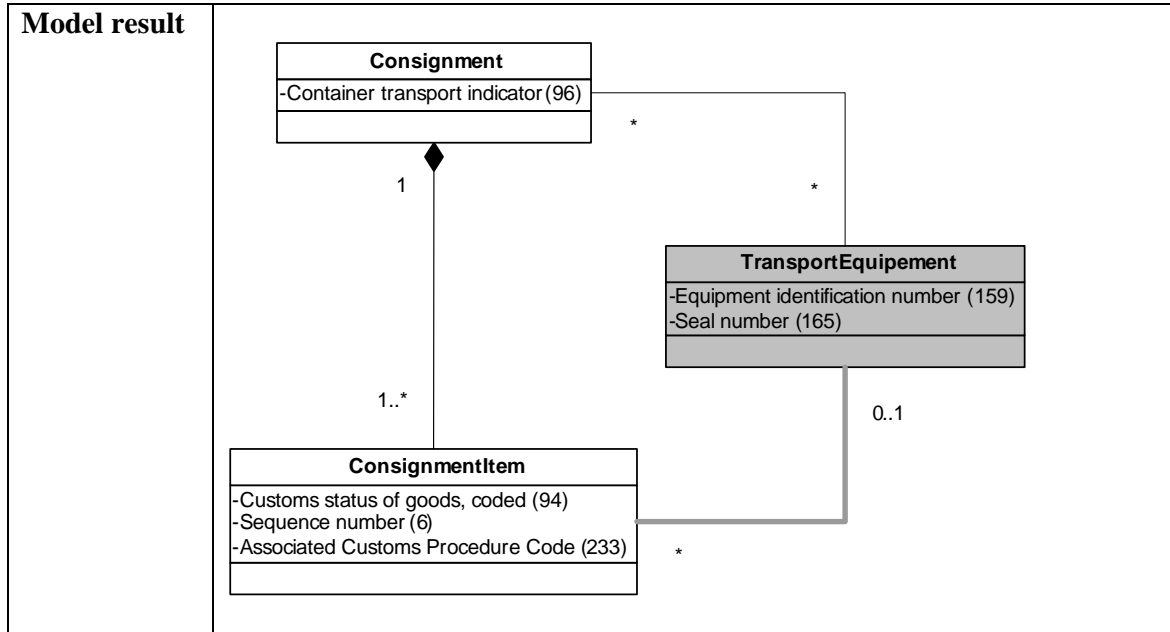 Model result
Consignment
-Container transport indicator (96)
*
1
*
TransportEquipement
-Equipment identification number (159)
-Seal number (165)
1..*
0..1
ConsignmentItem
-Customs status of goods, coded (94)
-Sequence number (6)
-Associated Customs Procedure Code (233)
*